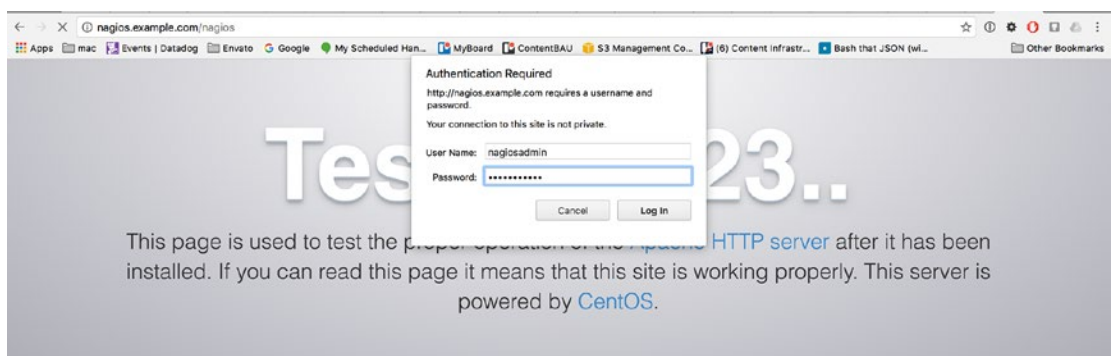 nagios.example.com/nagios
Apps mac Events | Datadog Envato Google My Scheduled Han... MyBoard ContentBAU S3 Management Co... (6) Content Infrastr... Bash that JSON (wi... Other Bookmarks
Authentication Required
http://nagios.example.com requires a username and
password.
Your connection to this site is not private.
User Name: nagiosadmin
Password: •••••••••••
Cancel Log In
Tes 23..
This page is used to test the proper operation of the Apache HTTP server after it has been
installed. If you can read this page it means that this site is working properly. This server is
powered by CentOS.